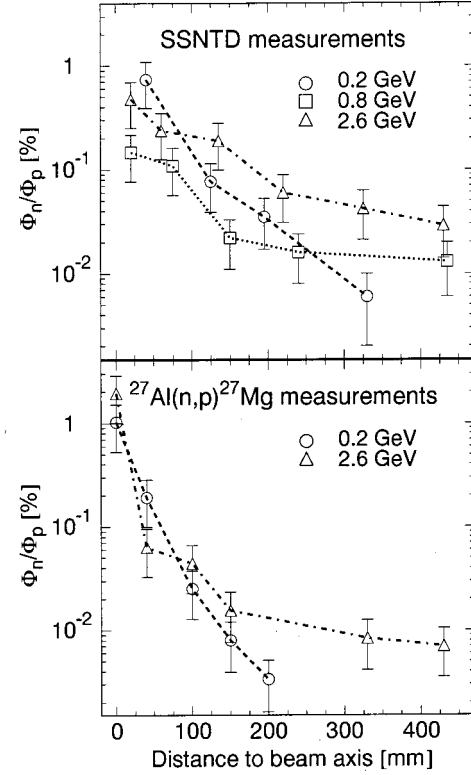 SSNTD measurements
0.2 GeV
0.8 GeV
2.6 GeV
Φn/Φp [%]
1
10⁻¹
10⁻²
²⁷Al(n,p)²⁷Mg measurements
0.2 GeV
2.6 GeV
Φn/Φp [%]
1
10⁻¹
10⁻²
0 100 200 300 400
Distance to beam axis [mm]